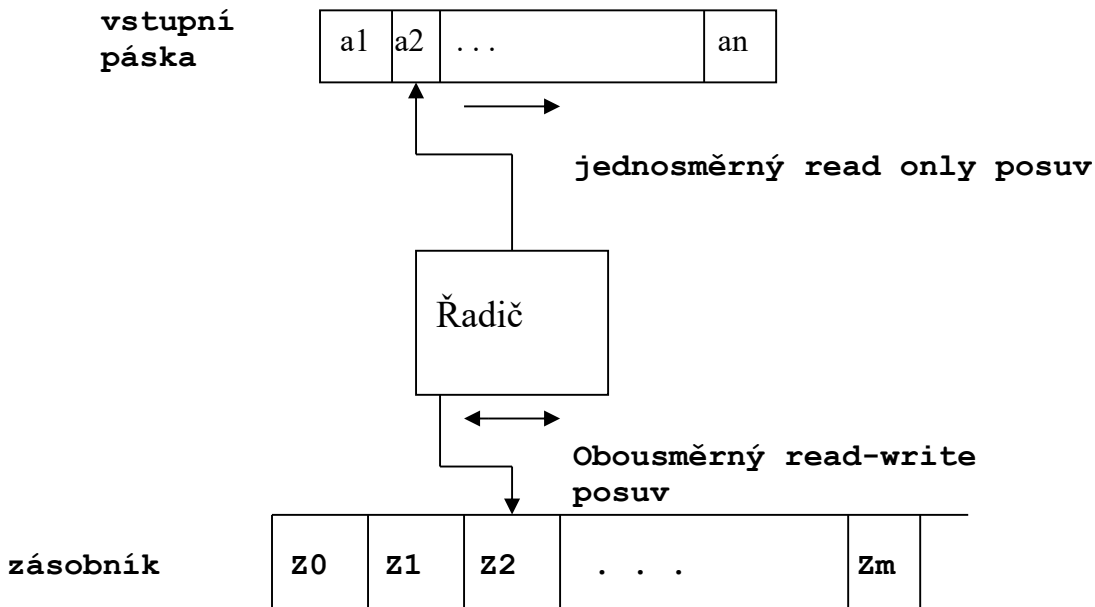 vstupní
páska
a1 a2 ... an
jednosměrný read only posuv
Řadič
Obousměrný read-write
posuv
zásobník Z0 Z1 Z2 . . . Zm